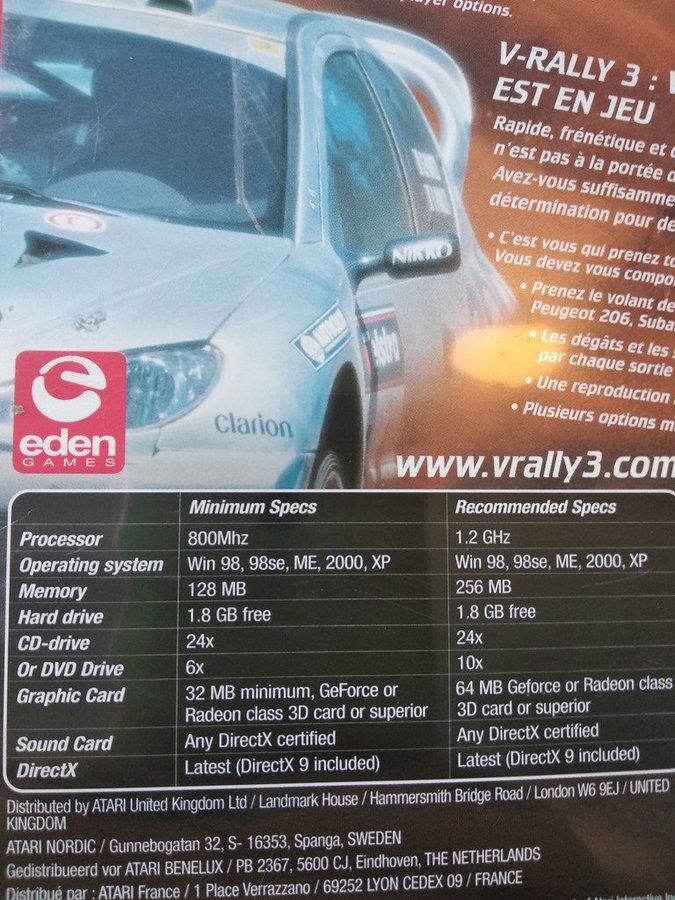 player options.
V-RALLY 3 :
EST EN JEU
Rapide, frénétique et
n'est pas à la portée
Avez-vous
détermination pour
• C'est vous qui prenez
Vous devez vous
• Prenez le volant de
Peugeot 206,
• Les dégâts et les
par chaque sortie
• Une reproduction
• Plusieurs options
www.vrally3.com
NIKKO
Clarion
eden
GAMES
Minimum Specs Recommended Specs
Processor 800Mhz 1.2 GHz
Operating system Win 98, 98se, ME, 2000, XP Win 98, 98se, ME, 2000, XP
Memory 128 MB 256 MB
Hard drive 1.8 GB free 1.8 GB free
CD-drive 24x 24x
Or DVD Drive 6x 10x
Graphic Card 32 MB minimum, GeForce or 64 MB Geforce or Radeon class
Radeon class 3D card or superior 3D card or superior
Sound Card Any DirectX certified Any DirectX certified
DirectX Latest (DirectX 9 included) Latest (DirectX 9 included)
Distributed by ATARI United Kingdom Ltd / Landmark House / Hammersmith Bridge Road / London W6 9EJ / UNITED
KINGDOM
ATARI NORDIC / Gunnebogatan 32, S- 16353, Spanga, SWEDEN
Gedistribueerd vor ATARI BENELUX / PB 2367, 5600 CJ, Eindhoven, THE NETHERLANDS
Distribué par : ATARI France / 1 Place Verrazzano / 69252 LYON CEDEX 09 / FRANCE